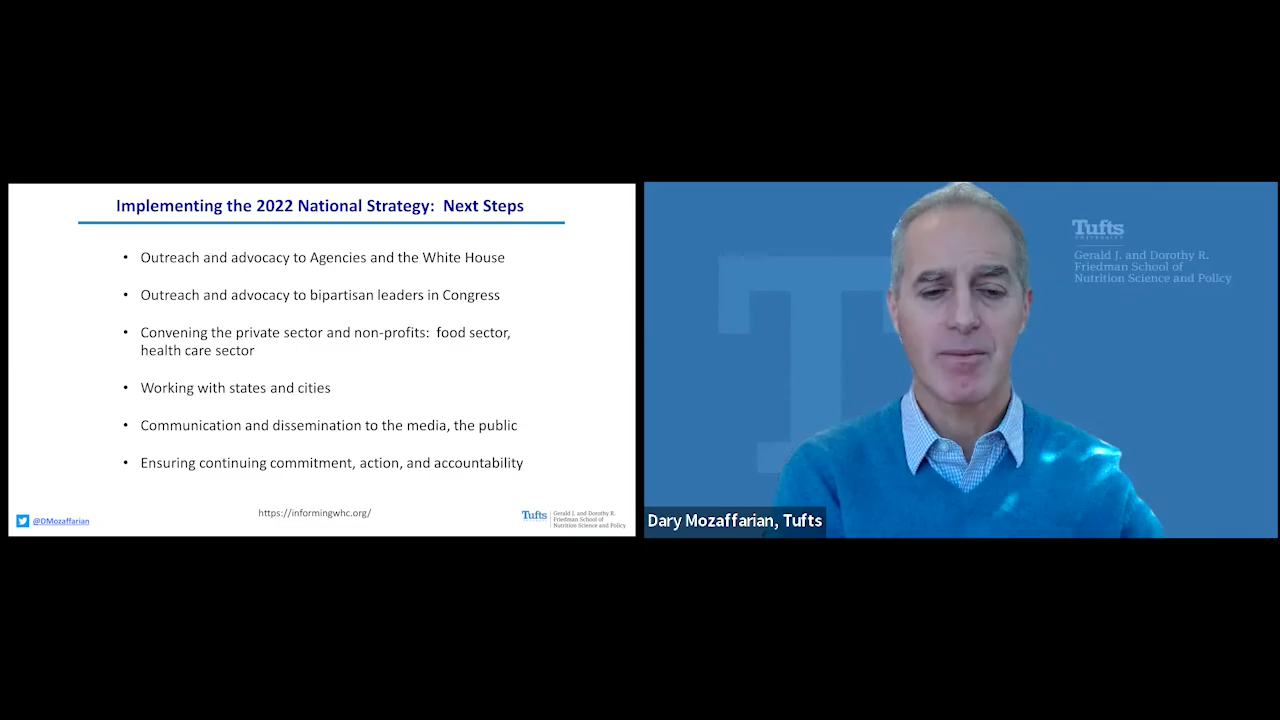 Implementing the 2022 National Strategy:  Next Steps
• Outreach and advocacy to Agencies and the White House
• Outreach and advocacy to bipartisan leaders in Congress
• Convening the private sector and non-profits:  food sector,
health care sector
• Working with states and cities
• Communication and dissemination to the media, the public
• Ensuring continuing commitment, action, and accountability
https://informingwhc.org/
@DMozaffarian
Tufts
Gerald J. and Dorothy R.
Friedman School of
Nutrition Science and Policy
Tufts
Gerald J. and Dorothy R.
Friedman School of
Nutrition Science and Policy
T
Dary Mozaffarian, Tufts